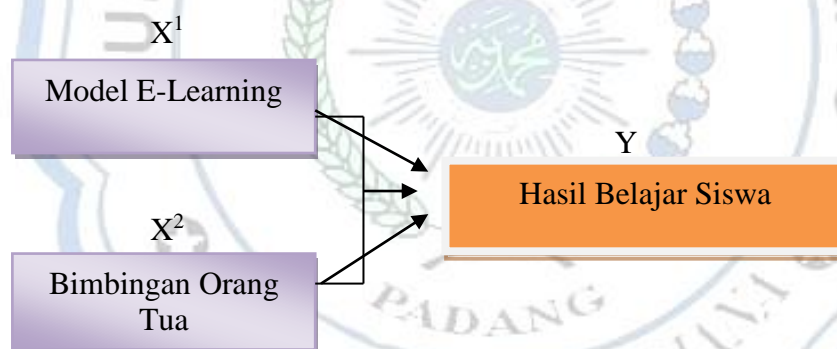 X¹
Model E-Learning
Y
Hasil Belajar Siswa
X²
Bimbingan Orang
Tua
PADANG